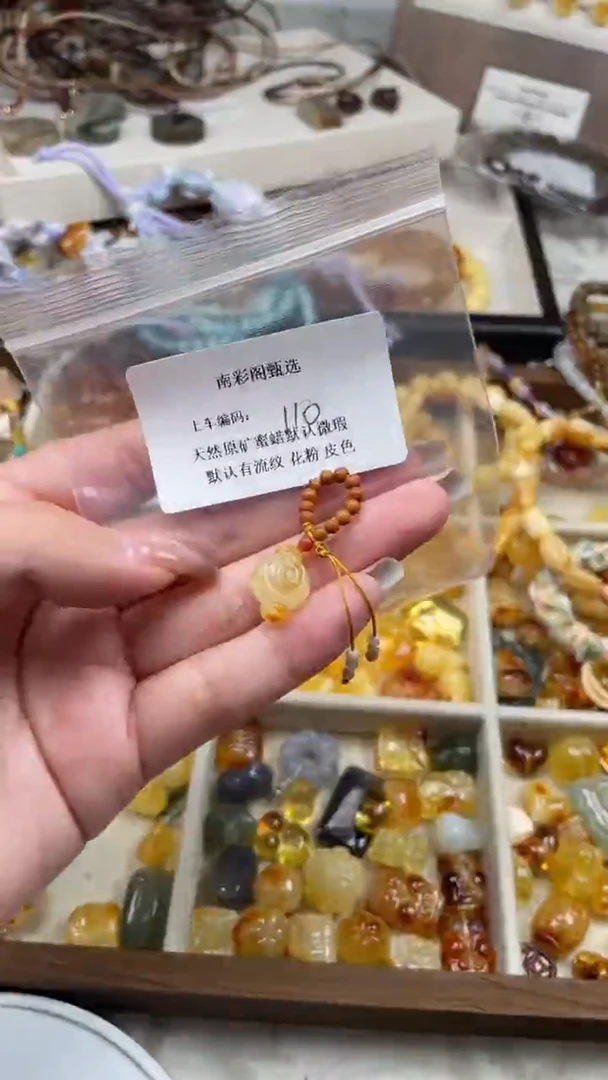 南彩阁甄选
上车编码： 110
天然原矿蜜蜡默认微瑕
默认有流纹 花粉 皮色